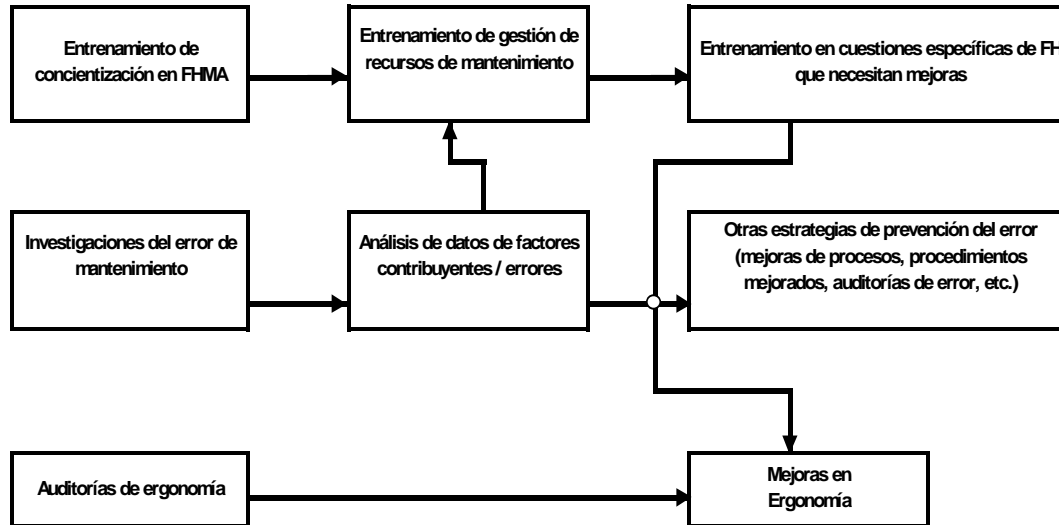 Entrenamiento de
concientización en FHMA
Entrenamiento de gestión de
recursos de mantenimiento
Entrenamiento en cuestiones específicas de FH
que necesitan mejoras
Investigaciones del error de
mantenimiento
Análisis de datos de factores
contribuyentes / errores
Otras estrategias de prevención del error
(mejoras de procesos, procedimientos
mejorados, auditorías de error, etc.)
Auditorías de ergonomía
Mejoras en
Ergonomía